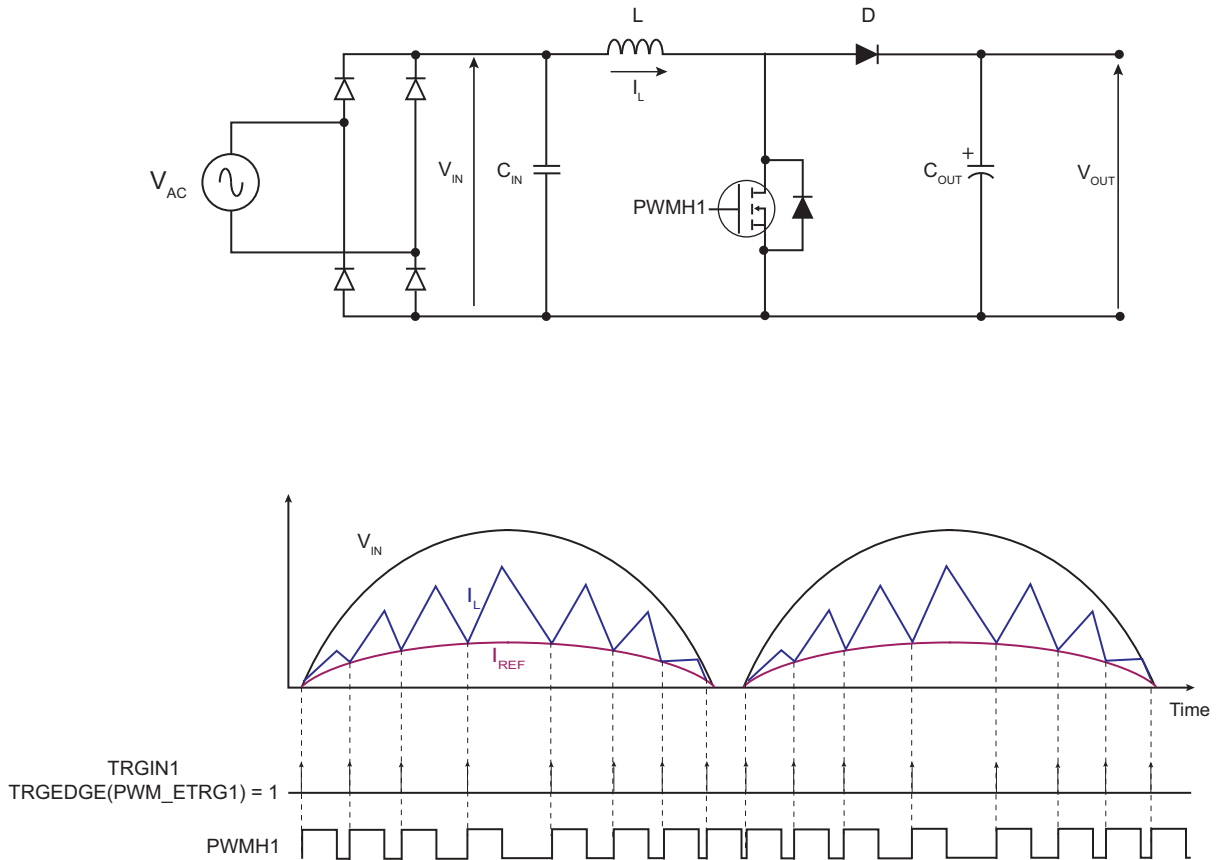 L
D
I_L
V_AC
V_IN
C_IN
PWMH1
C_OUT
+
V_OUT
V_IN
I_L
I_REF
Time
TRGIN1
TRGEDGE(PWM_ETRG1) = 1
PWMH1